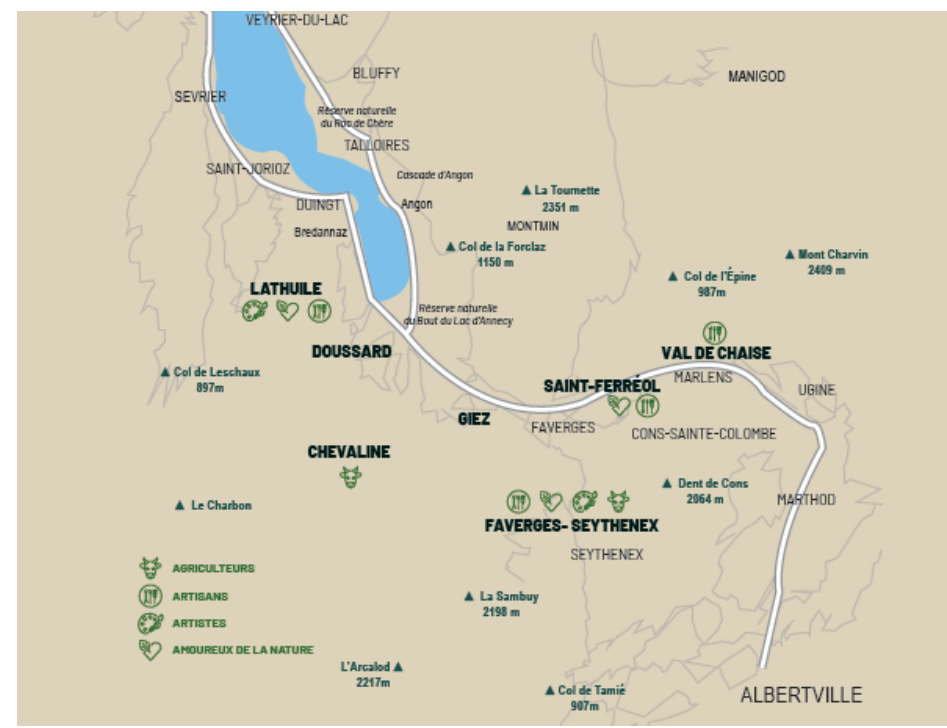 VEYRIER-DU-LAC
BLUFFY
MANIGOD
SEVRIER
Réserve naturelle
du Roc de Chère
TALLOIRES
SAINT-JORIOZ
Cascade d'Angon
La Tournette
2351 m
DUINGT
Angon
MONTMIN
Bredannaz
Col de la Forclaz
1150 m
Mont Charvin
2409 m
Col de l'Épine
987m
LATHUILE
Réserve naturelle
du Bout du Lac d'Annecy
DOUSSARD
VAL DE CHAISE
Col de Leschaux
897m
MARLENS
SAINT-FERRÉOL
UGINE
GIEZ
FAVERGES
CONS-SAINTE-COLOMBE
CHEVALINE
Dent de Cons
2064 m
MARTHOD
Le Charbon
FAVERGES- SEYTHENEX
SEYTHENEX
AGRICULTEURS
ARTISANS
ARTISTES
AMOUREUX DE LA NATURE
La Sambuy
2198 m
L'Arcalod
2217m
Col de Tamié
907m
ALBERTVILLE